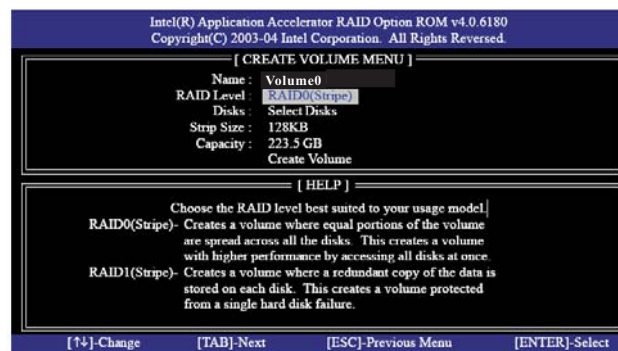 Intel(R) Application Accelerator RAID Option ROM v4.0.6180
Copyright(C) 2003-04 Intel Corporation. All Rights Reversed.
[ CREATE VOLUME MENU ]
Name : Volume0
RAID Level : RAID0(Stripe)
Disks : Select Disks
Strip Size : 128KB
Capacity : 223.5 GB
Create Volume
[ HELP ]
Choose the RAID level best suited to your usage model.
RAID0(Stripe)- Creates a volume where equal portions of the volume
are spread across all the disks. This creates a volume
with higher performance by accessing all disks at once.
RAID1(Stripe)- Creates a volume where a redundant copy of the data is
stored on each disk. This creates a volume protected
from a single hard disk failure.
[↑↓]-Change [TAB]-Next [ESC]-Previous Menu [ENTER]-Select